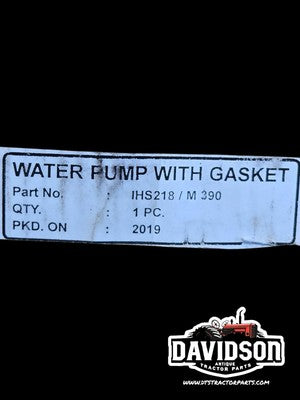 WATER PUMP WITH GASKET
Part No. : IHS218 / M 390
QTY. : 1 PC.
PKD. ON : 2019
DAVIDSON
ANTIQUE
TRACTOR PARTS
WWW.DTSTRACTORPARTS.COM